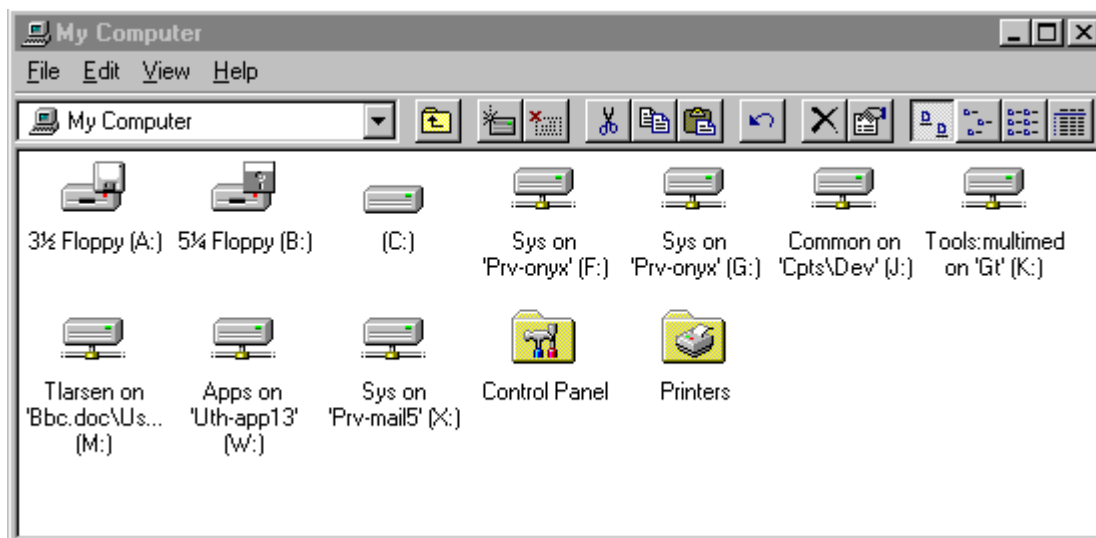 My Computer
File Edit View Help
My Computer
3½ Floppy (A:) 5¼ Floppy (B:) (C:) Sys on 'Prv-onyx' (F:) Sys on 'Prv-onyx' (G:) Common on 'Cpts\Dev' (J:) Tools:multimed on 'Gt' (K:)
Tlarsen on 'Bbc.doc\Us... (M:) Apps on 'Uth-app13' (W:) Sys on 'Prv-mail5' (X:) Control Panel Printers